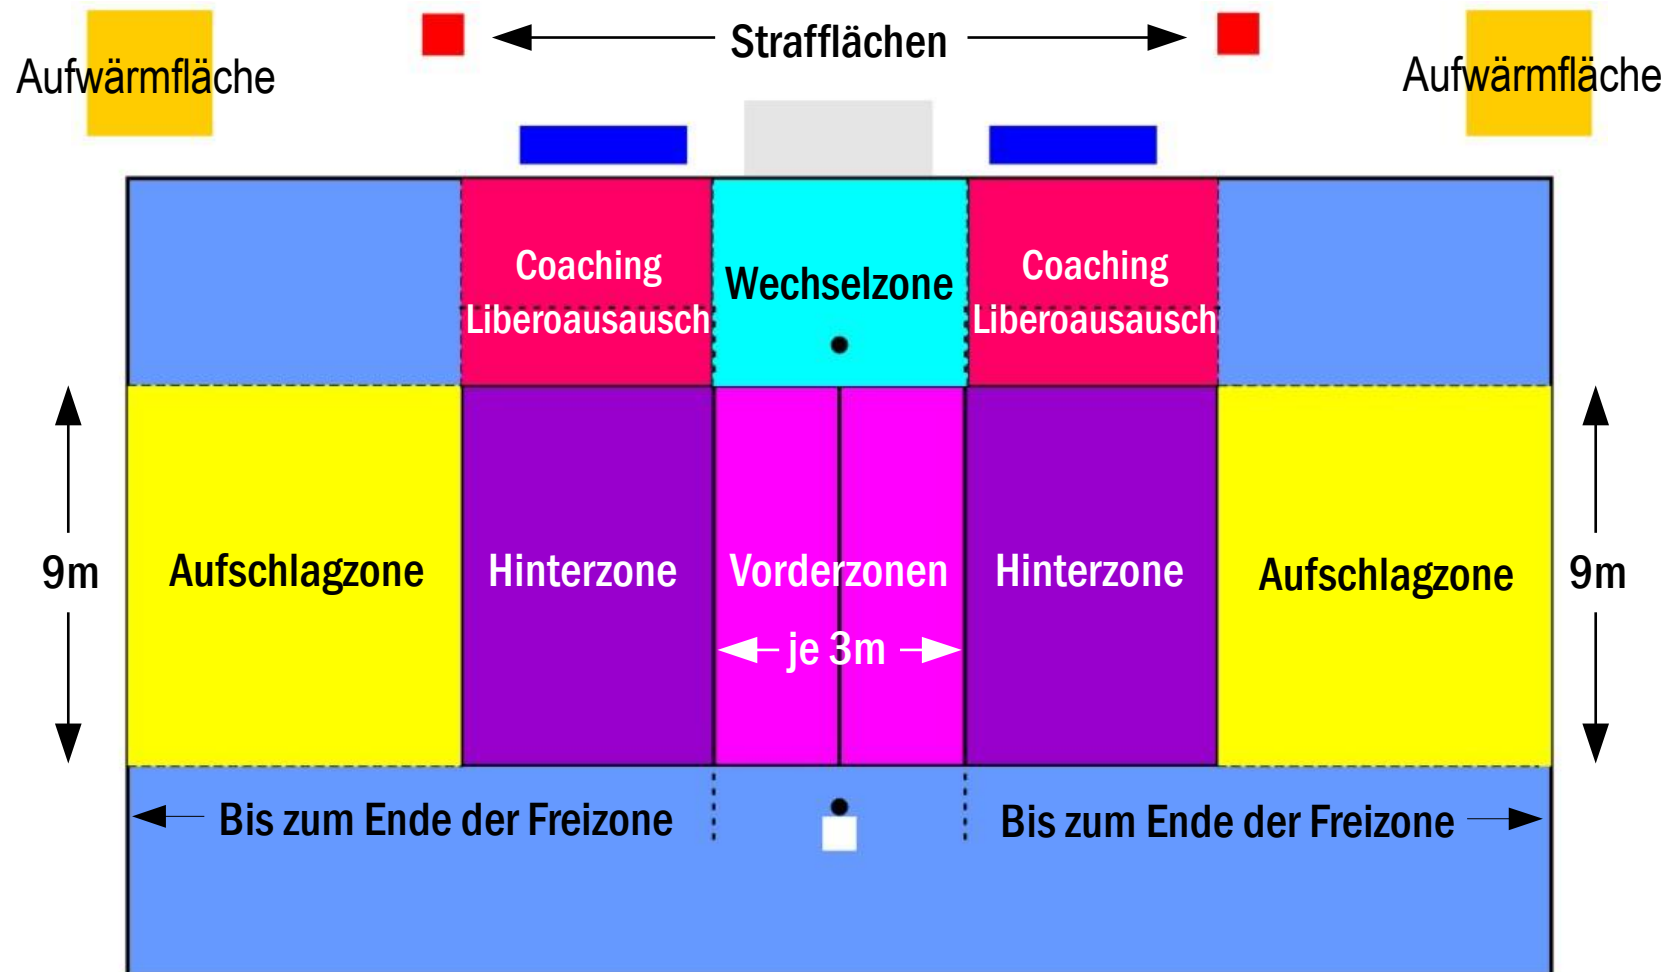 Strafflächen
Aufwärmfläche
Aufwärmfläche
Coaching
Liberoausausch
Wechselzone
Coaching
Liberoausausch
9m
Aufschlagzone
Hinterzone
Vorderzonen
je 3m
Hinterzone
Aufschlagzone
9m
Bis zum Ende der Freizone
Bis zum Ende der Freizone